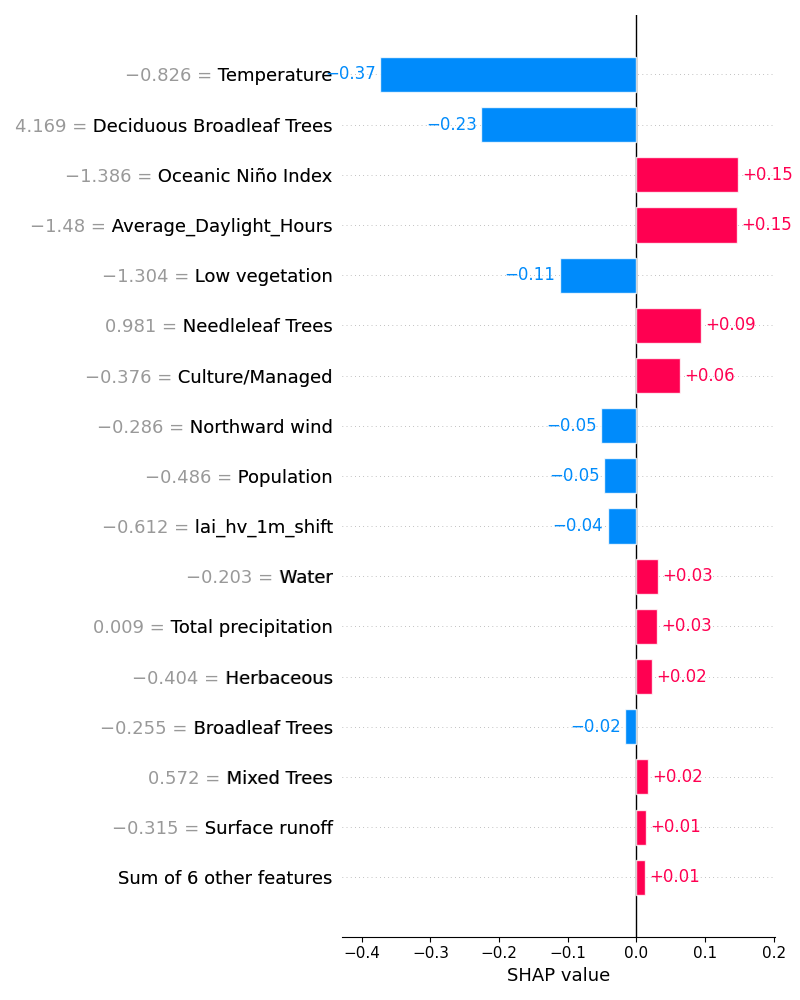 −0.826 = Temperature −0.37
4.169 = Deciduous Broadleaf Trees −0.23
−1.386 = Oceanic Niño Index +0.15
−1.48 = Average_Daylight_Hours +0.15
−1.304 = Low vegetation −0.11
0.981 = Needleleaf Trees +0.09
−0.376 = Culture/Managed +0.06
−0.286 = Northward wind −0.05
−0.486 = Population −0.05
−0.612 = lai_hv_1m_shift −0.04
−0.203 = Water +0.03
0.009 = Total precipitation +0.03
−0.404 = Herbaceous +0.02
−0.255 = Broadleaf Trees −0.02
0.572 = Mixed Trees +0.02
−0.315 = Surface runoff +0.01
Sum of 6 other features +0.01
−0.4 −0.3 −0.2 −0.1 0.0 0.1 0.2
SHAP value